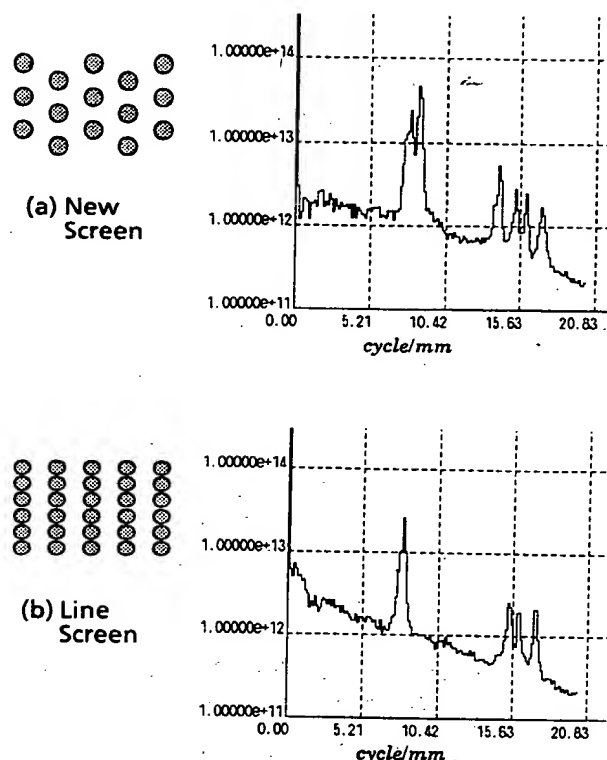 1.00000e+14
1.00000e+13
1.00000e+12
1.00000e+11
0.00 5.21 10.42 15.63 20.83
cycle/mm
(a) New
Screen
1.00000e+14
1.00000e+13
1.00000e+12
1.00000e+11
0.00 5.21 10.42 15.63 20.83
cycle/mm
(b) Line
Screen